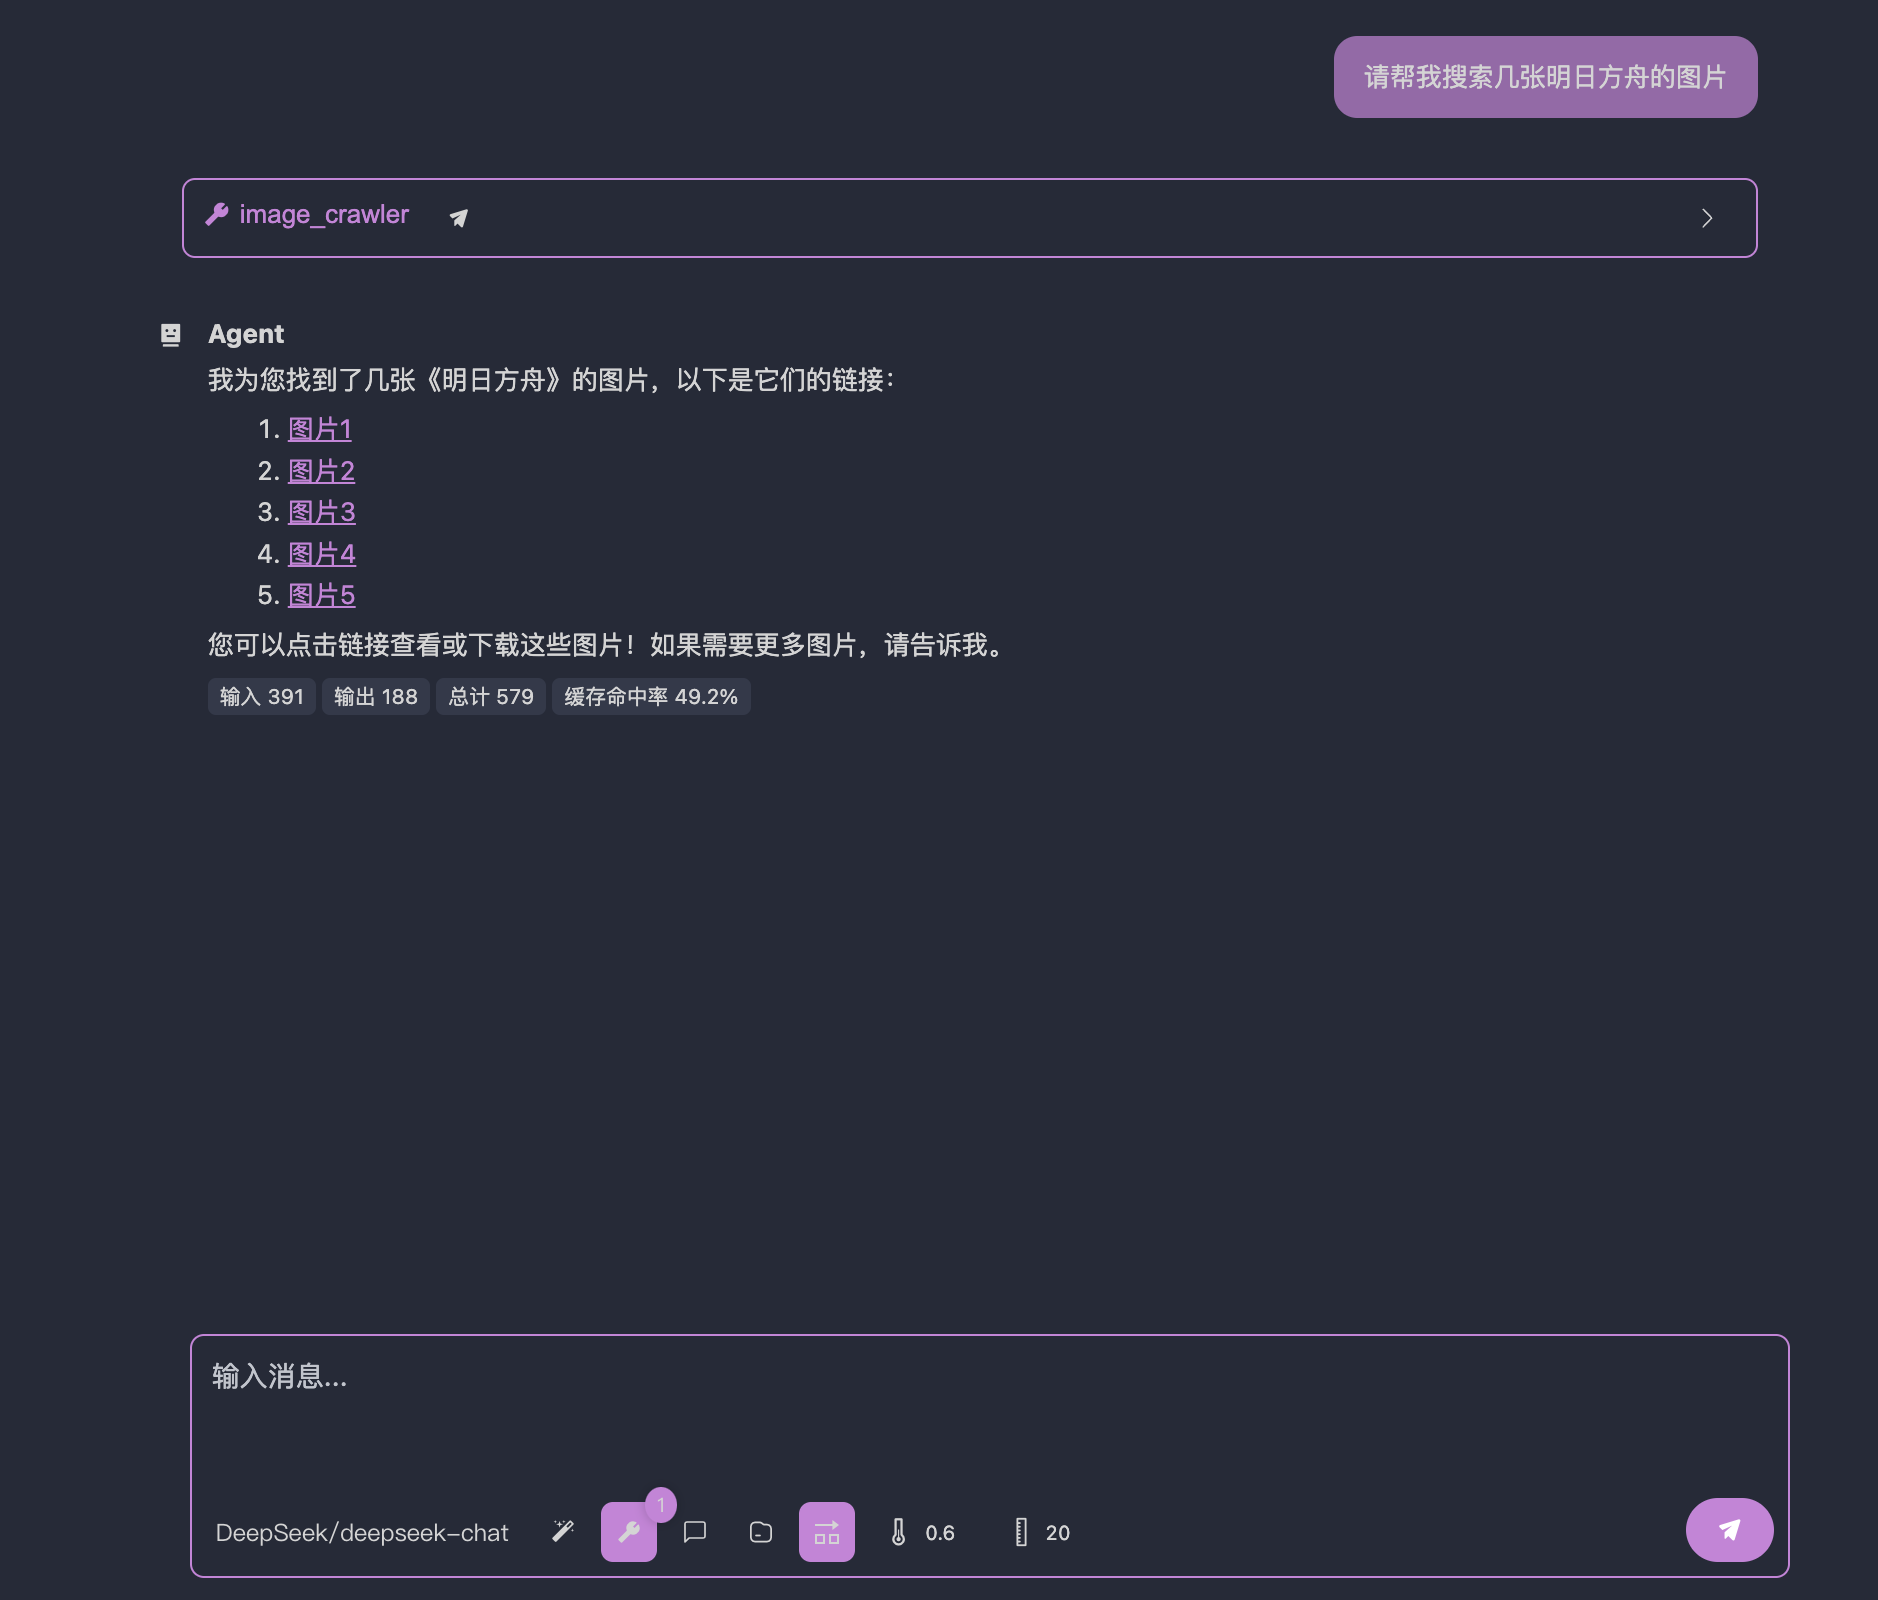 请帮我搜索几张明日方舟的图片
image_crawler
Agent
我为您找到了几张《明日方舟》的图片，以下是它们的链接：
1. 图片1
2. 图片2
3. 图片3
4. 图片4
5. 图片5
您可以点击链接查看或下载这些图片！如果需要更多图片，请告诉我。
输入 391 输出 188 总计 579 缓存命中率 49.2%
输入消息...
1
DeepSeek/deepseek-chat 0.6 20